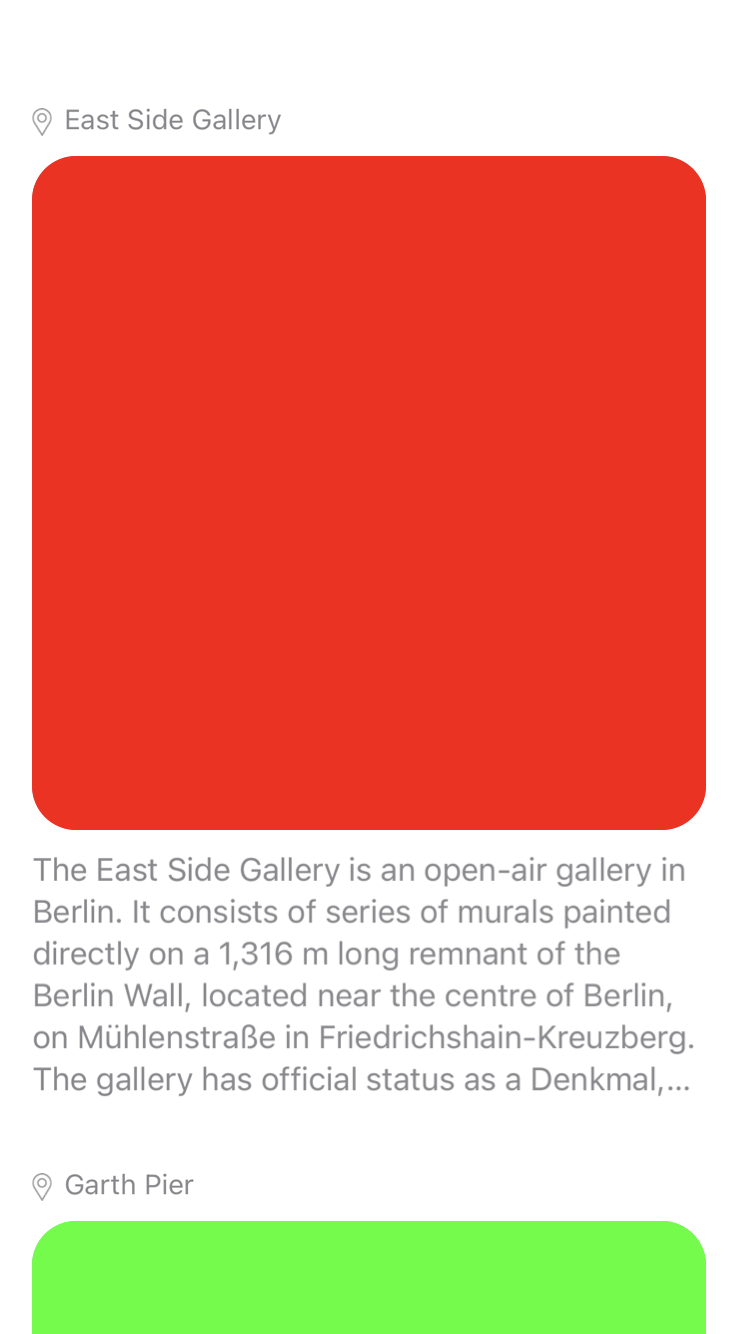 East Side Gallery
The East Side Gallery is an open-air gallery in
Berlin. It consists of series of murals painted
directly on a 1,316 m long remnant of the
Berlin Wall, located near the centre of Berlin,
on Mühlenstraße in Friedrichshain-Kreuzberg.
The gallery has official status as a Denkmal,...
Garth Pier